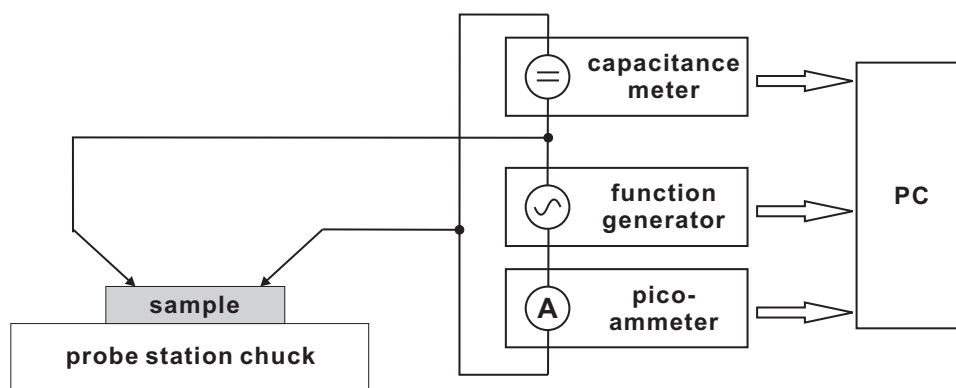 capacitance
meter
function
generator
A
pico-
ammeter
PC
sample
probe station chuck